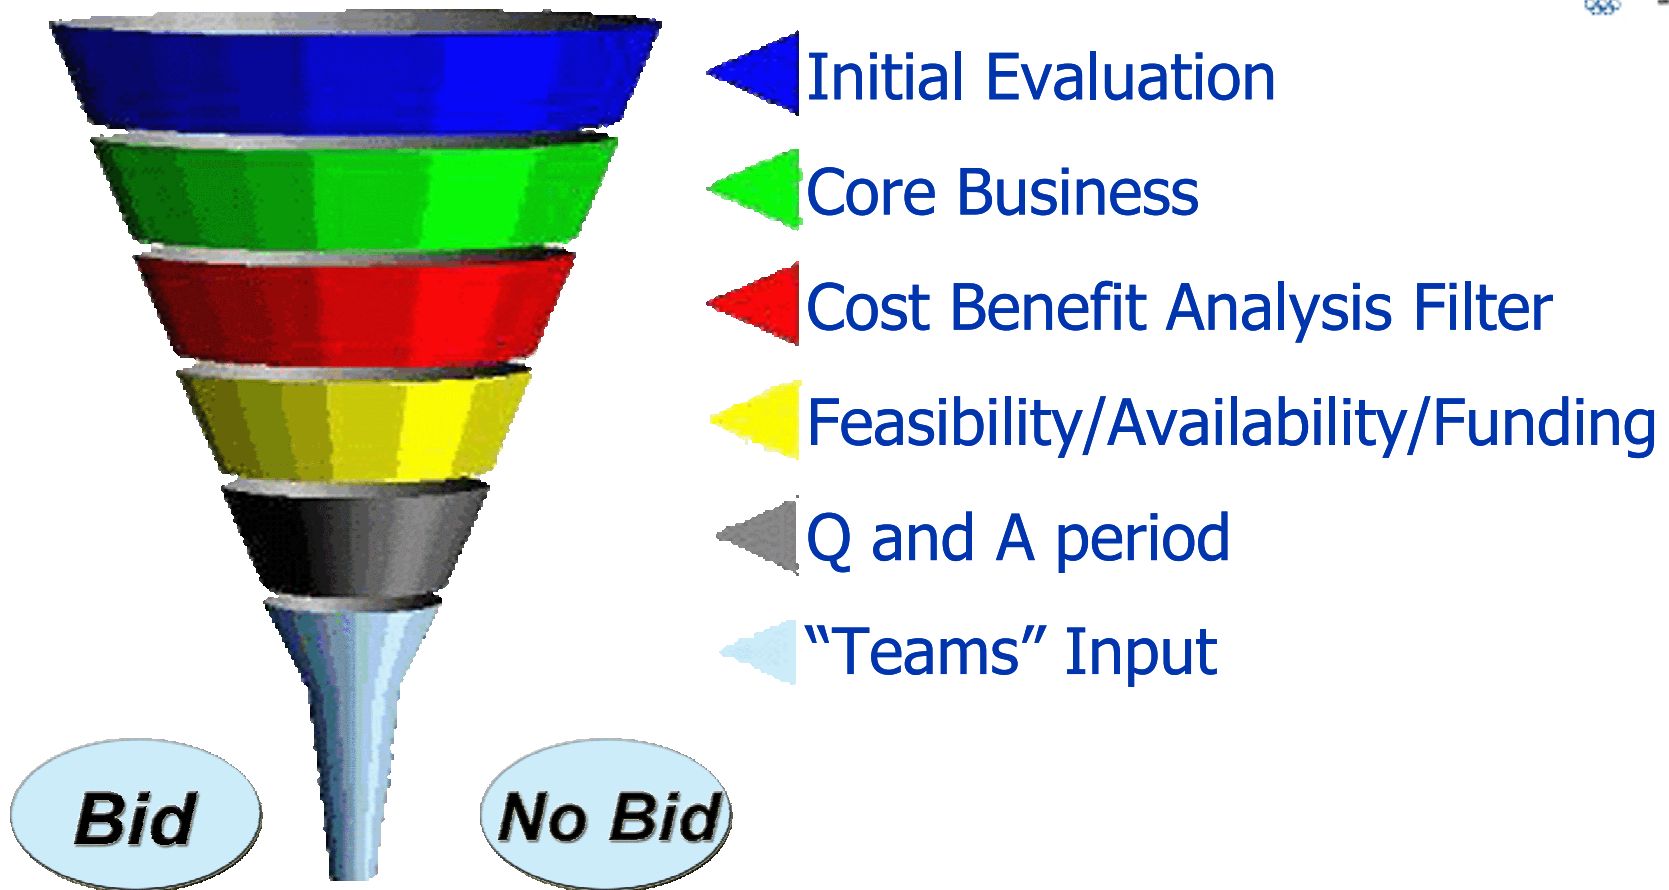 Initial Evaluation
Core Business
Cost Benefit Analysis Filter
Feasibility/Availability/Funding
Q and A period
“Teams” Input
Bid
No Bid